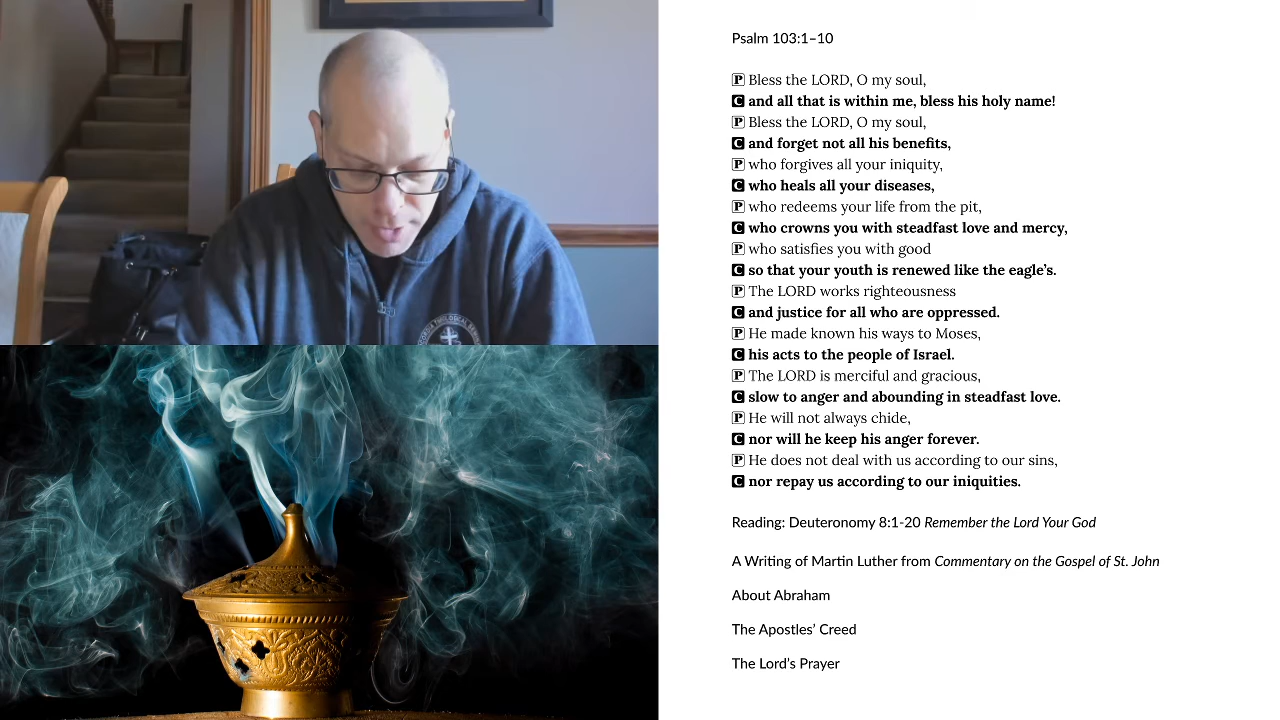 Psalm 103:1–10
P Bless the LORD, O my soul,
C and all that is within me, bless his holy name!
P Bless the LORD, O my soul,
C and forget not all his benefits,
P who forgives all your iniquity,
C who heals all your diseases,
P who redeems your life from the pit,
C who crowns you with steadfast love and mercy,
P who satisfies you with good
C so that your youth is renewed like the eagle’s.
P The LORD works righteousness
C and justice for all who are oppressed.
P He made known his ways to Moses,
C his acts to the people of Israel.
P The LORD is merciful and gracious,
C slow to anger and abounding in steadfast love.
P He will not always chide,
C nor will he keep his anger forever.
P He does not deal with us according to our sins,
C nor repay us according to our iniquities.
Reading: Deuteronomy 8:1-20 Remember the Lord Your God
A Writing of Martin Luther from Commentary on the Gospel of St. John
About Abraham
The Apostles’ Creed
The Lord’s Prayer